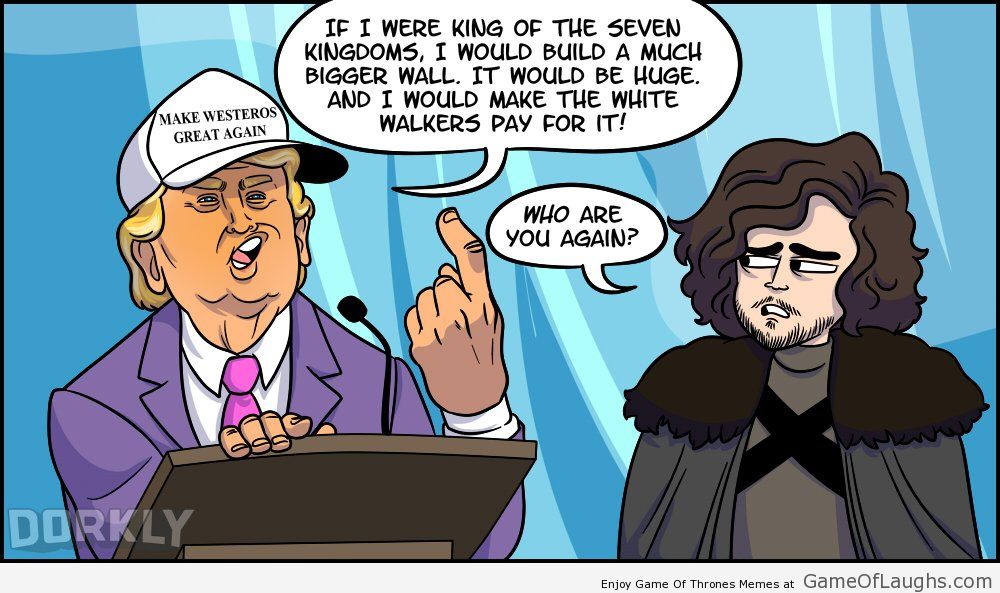 IF I WERE KING OF THE SEVEN
KINGDOMS, I WOULD BUILD A MUCH
BIGGER WALL. IT WOULD BE HUGE.
AND I WOULD MAKE THE WHITE
WALKERS PAY FOR IT!
MAKE WESTEROS
GREAT AGAIN
WHO ARE
YOU AGAIN?
DORKLY
Enjoy Game Of Thrones Memes at GameOfLaughs.com